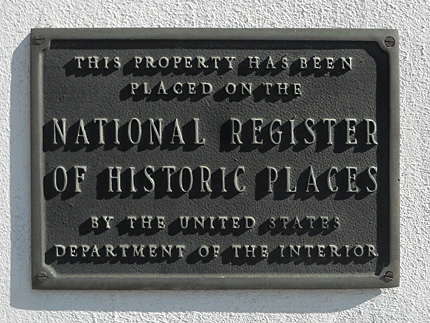 THIS PROPERTY HAS BEEN
PLACED ON THE
NATIONAL REGISTER
OF HISTORIC PLACES
BY THE UNITED STATES
DEPARTMENT OF THE INTERIOR